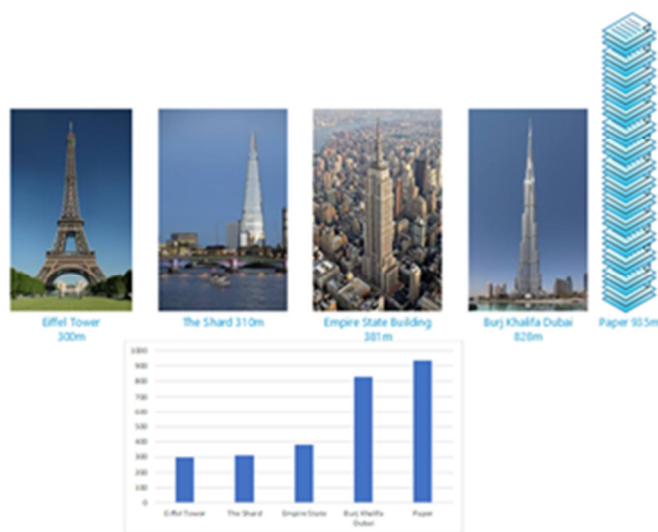 Eiffel Tower
300m
The Shard 310m
Empire State Building
381m
Burj Khalifa Dubai
828m
Paper 935m
1000
900
800
700
600
500
400
300
200
100
0
Eiffel Tower
The Shard
Empire State
Burj Khalifa
Dubai
Paper